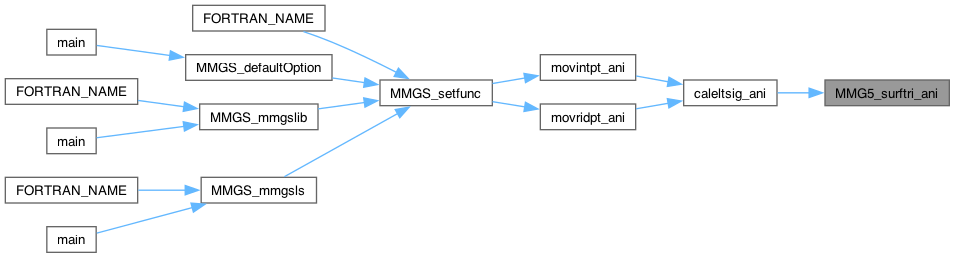 FORTRAN_NAME
main
MMGS_defaultOption
movintpt_ani
FORTRAN_NAME
MMGS_setfunc
caleltsig_ani
MMG5_surftri_ani
MMGS_mmgslib
movridpt_ani
main
FORTRAN_NAME
MMGS_mmgsls
main